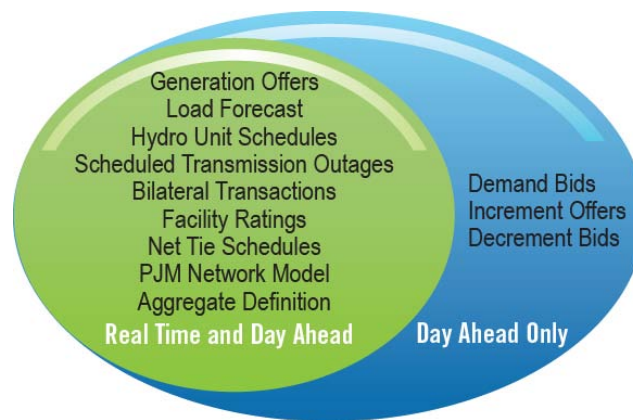 Generation Offers
Load Forecast
Hydro Unit Schedules
Scheduled Transmission Outages
Bilateral Transactions
Facility Ratings
Net Tie Schedules
PJM Network Model
Aggregate Definition
Real Time and Day Ahead
Demand Bids
Increment Offers
Decrement Bids
Day Ahead Only